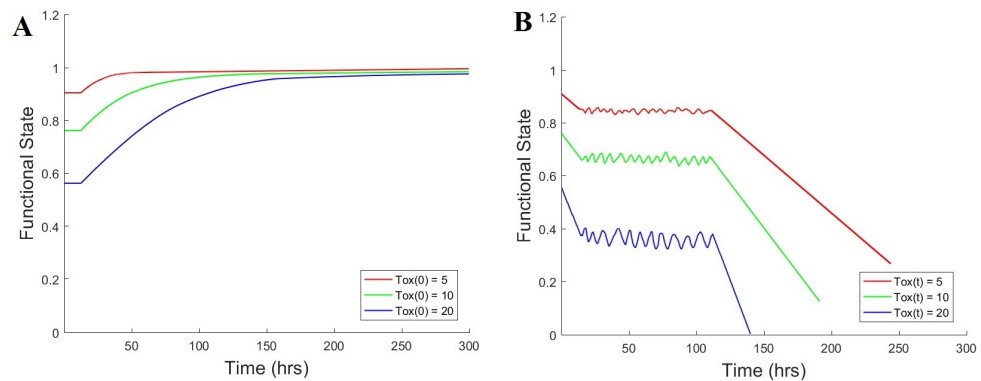 A
1.2
1
0.8
0.6
0.4
0.2
0
Functional State
50
100
150
200
250
300
Time (hrs)
Tox(0) = 5
Tox(0) = 10
Tox(0) = 20
B
1.2
1
0.8
0.6
0.4
0.2
0
Functional State
50
100
150
200
250
300
Time (hrs)
Tox(t) = 5
Tox(t) = 10
Tox(t) = 20